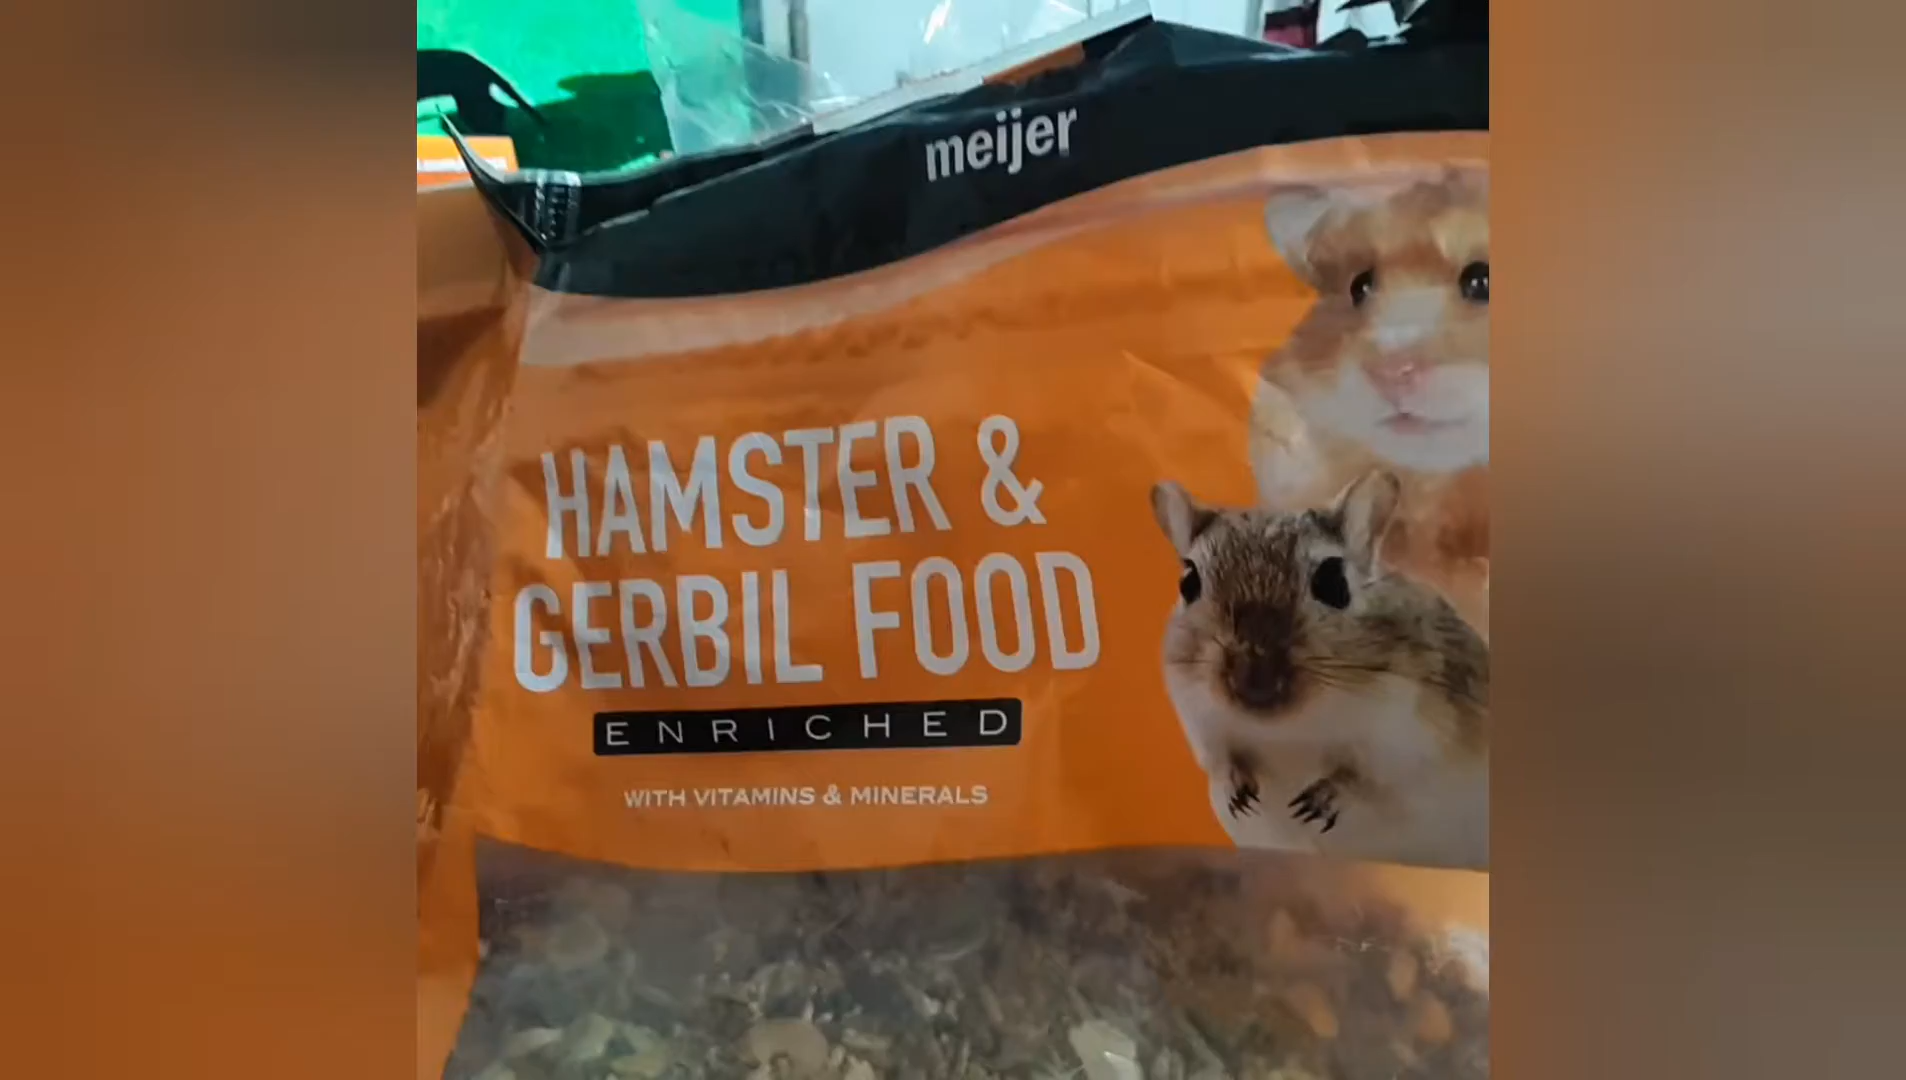 meijer
HAMSTER &
GERBIL FOOD
ENRICHED
WITH VITAMINS & MINERALS